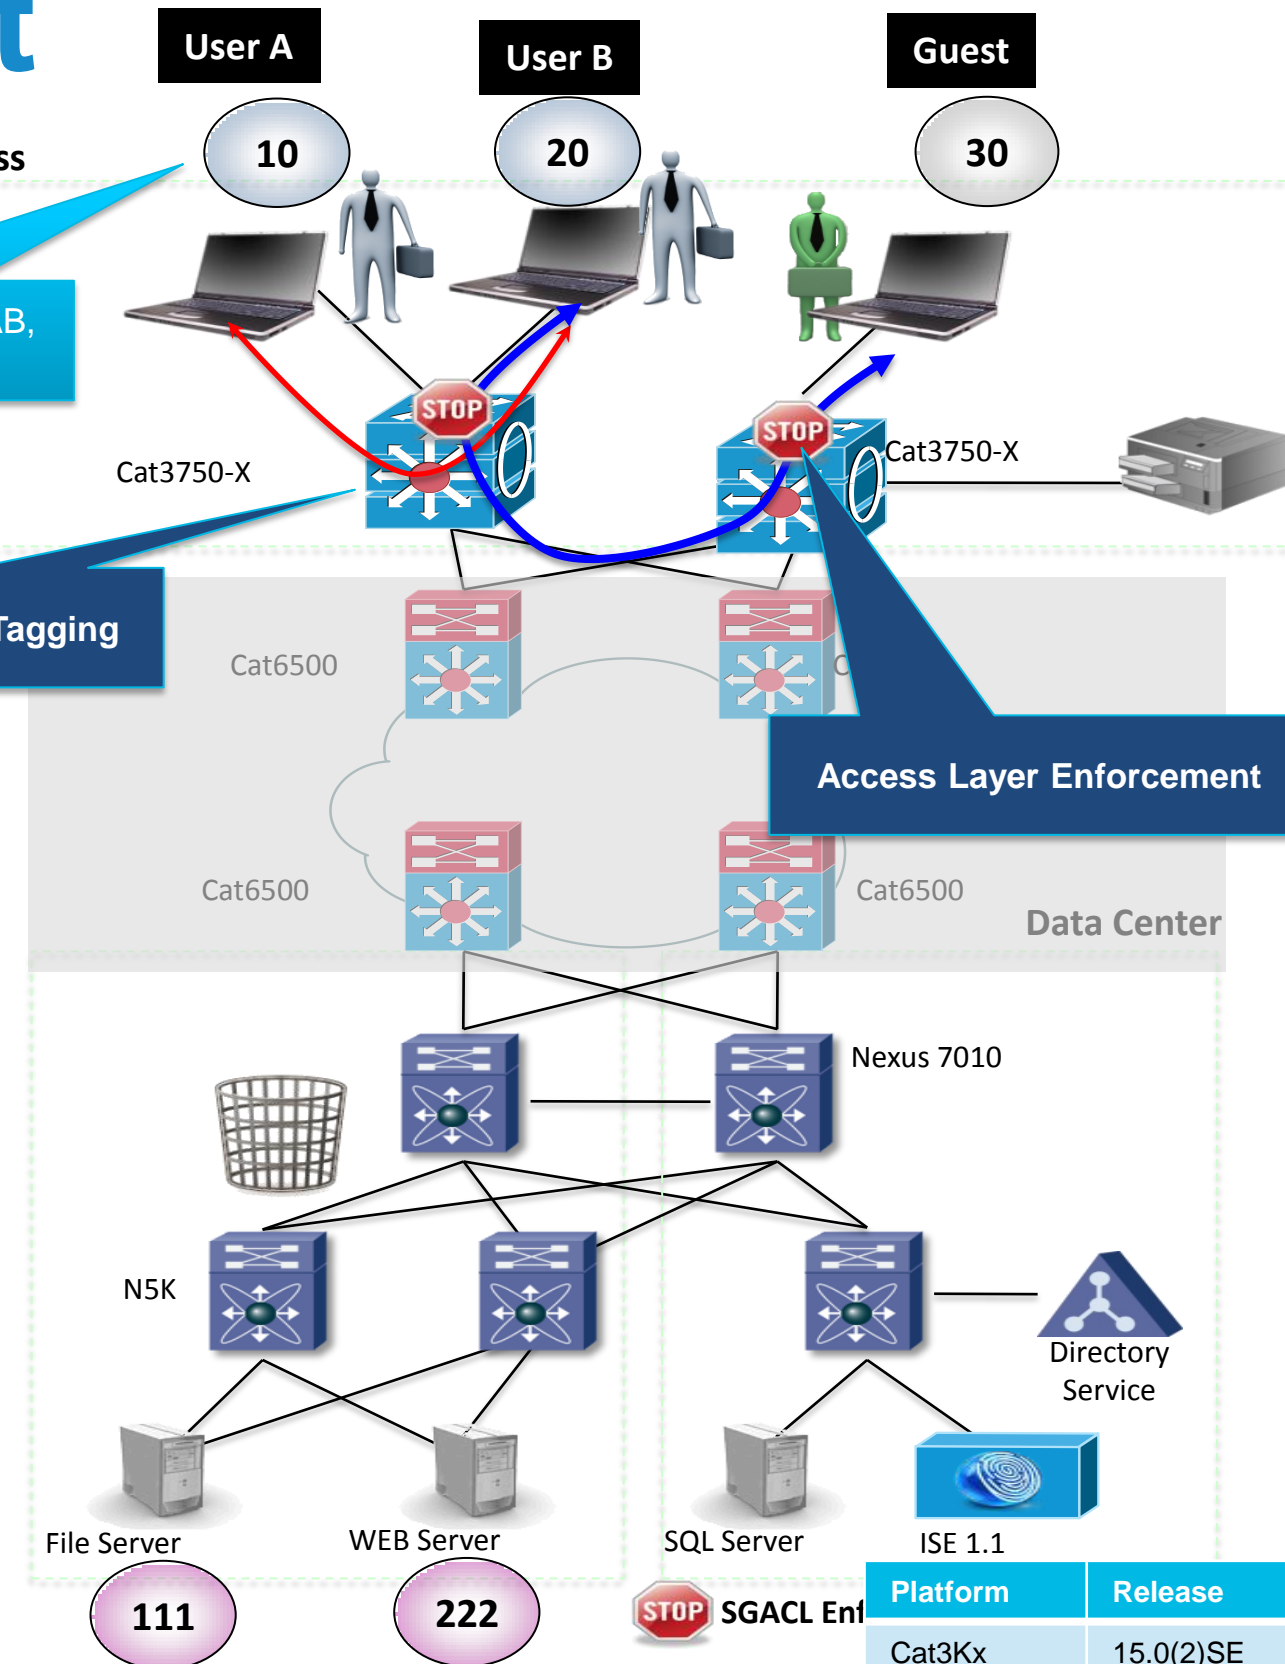 t
User A
User B
Guest
10
20
30
ss
AB,
STOP
STOP
Cat3750-X
Cat3750-X
Tagging
Cat6500
C
Access Layer Enforcement
Cat6500
Cat6500
Data Center
Nexus 7010
N5K
Directory
Service
File Server
WEB Server
SQL Server
ISE 1.1
111
222
STOP
SGACL Enf
Platform
Release
Cat3Kx
15.0(2)SE